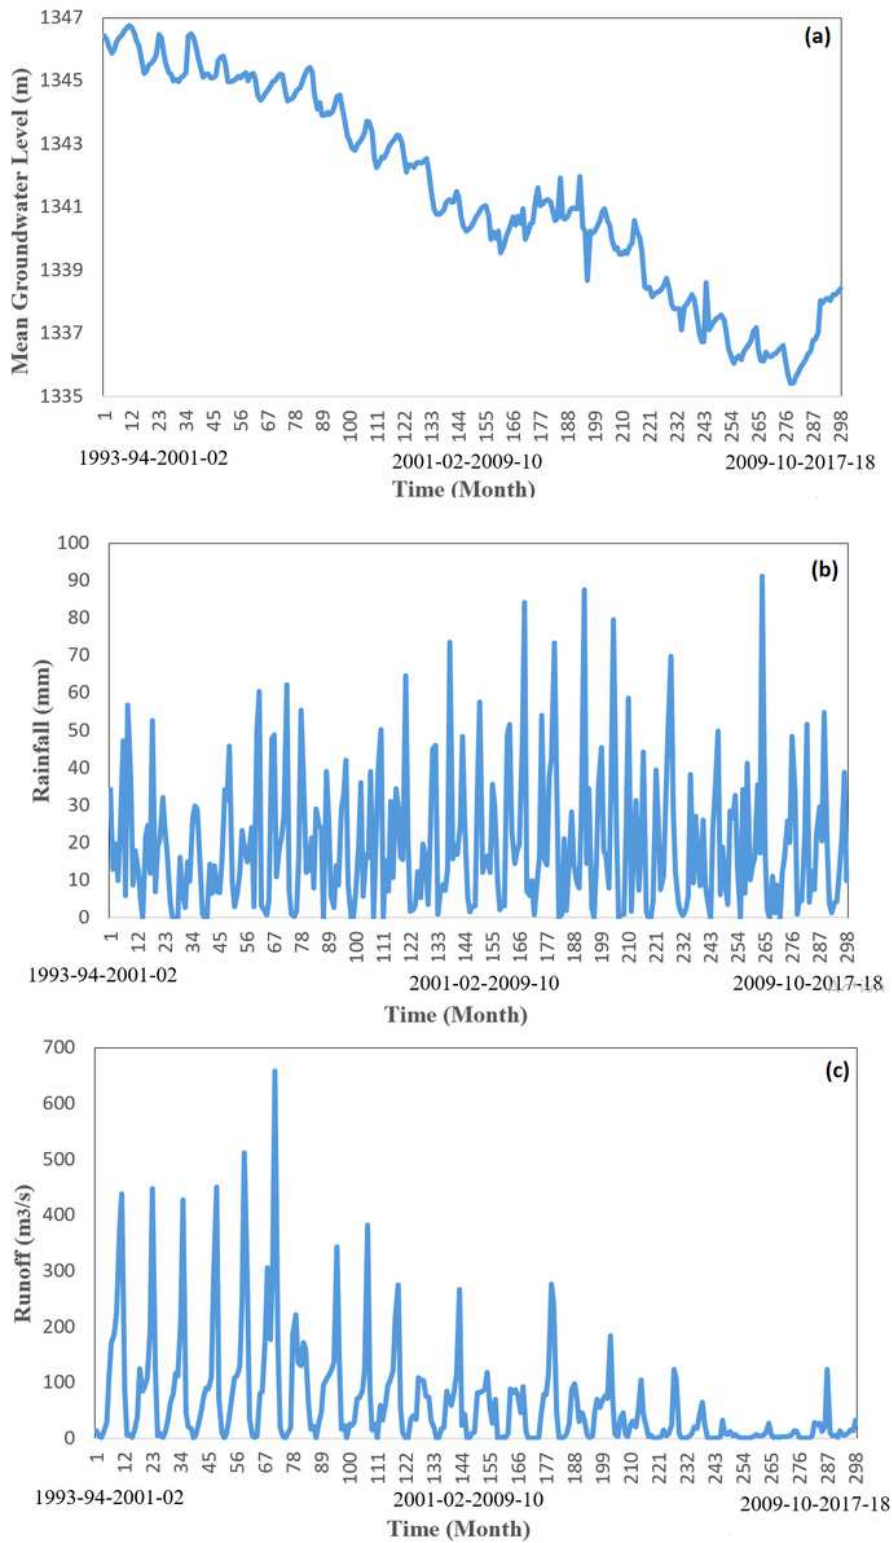 (a)
Mean Groundwater Level (m)
1347
1345
1343
1341
1339
1337
1335
1 12 23 34 45 56 67 78 89 100 111 122 133 144 155 166 177 188 199 210 221 232 243 254 265 276 287 298
1993-94-2001-02 2001-02-2009-10 2009-10-2017-18
Time (Month)
(b)
Rainfall (mm)
100
90
80
70
60
50
40
30
20
10
0
1 12 23 34 45 56 67 78 89 100 111 122 133 144 155 166 177 188 199 210 221 232 243 254 265 276 287 298
1993-94-2001-02 2001-02-2009-10 2009-10-2017-18
Time (Month)
(c)
Runoff (m3/s)
700
600
500
400
300
200
100
0
1 12 23 34 45 56 67 78 89 100 111 122 133 144 155 166 177 188 199 210 221 232 243 254 265 276 287 298
1993-94-2001-02 2001-02-2009-10 2009-10-2017-18
Time (Month)